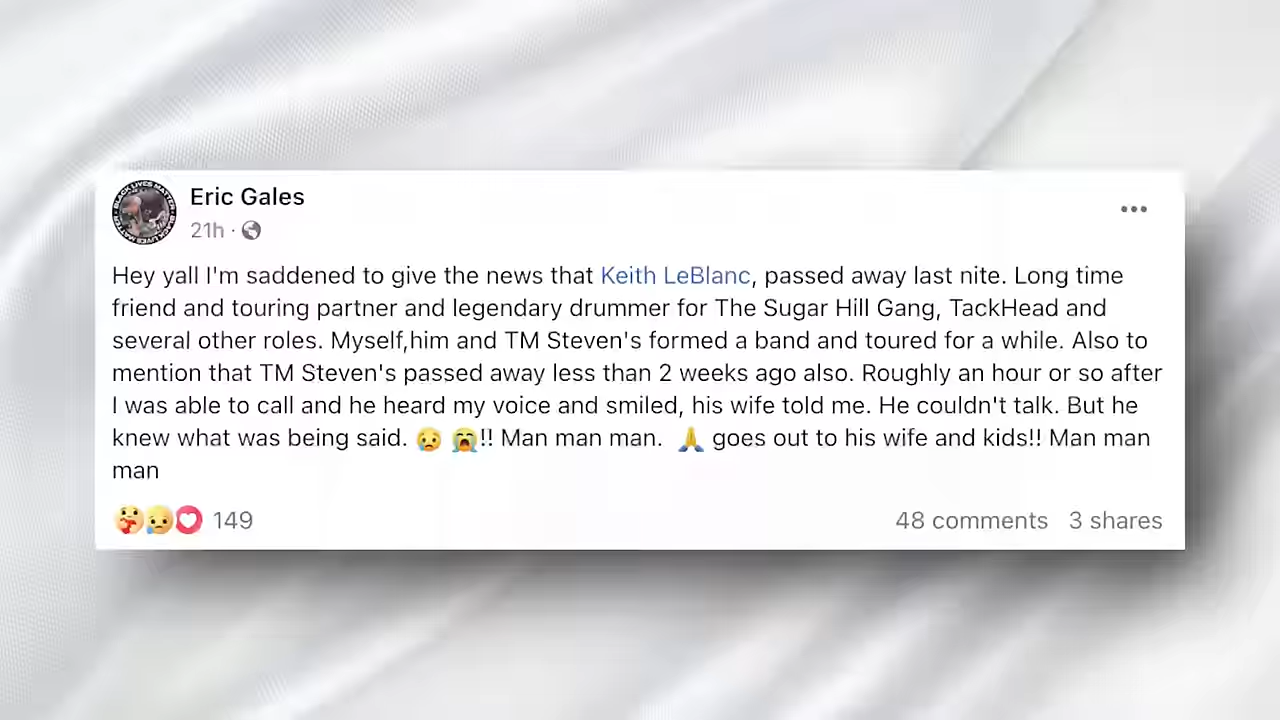 Eric Gales
21h ·
Hey yall I'm saddened to give the news that Keith LeBlanc, passed away last nite. Long time
friend and touring partner and legendary drummer for The Sugar Hill Gang, TackHead and
several other roles. Myself,him and TM Steven's formed a band and toured for a while. Also to
mention that TM Steven's passed away less than 2 weeks ago also. Roughly an hour or so after
I was able to call and he heard my voice and smiled, his wife told me. He couldn't talk. But he
knew what was being said. 😢 😭!! Man man man. 🙏 goes out to his wife and kids!! Man man
man
149
48 comments 3 shares
BLACK LIVES MATTER